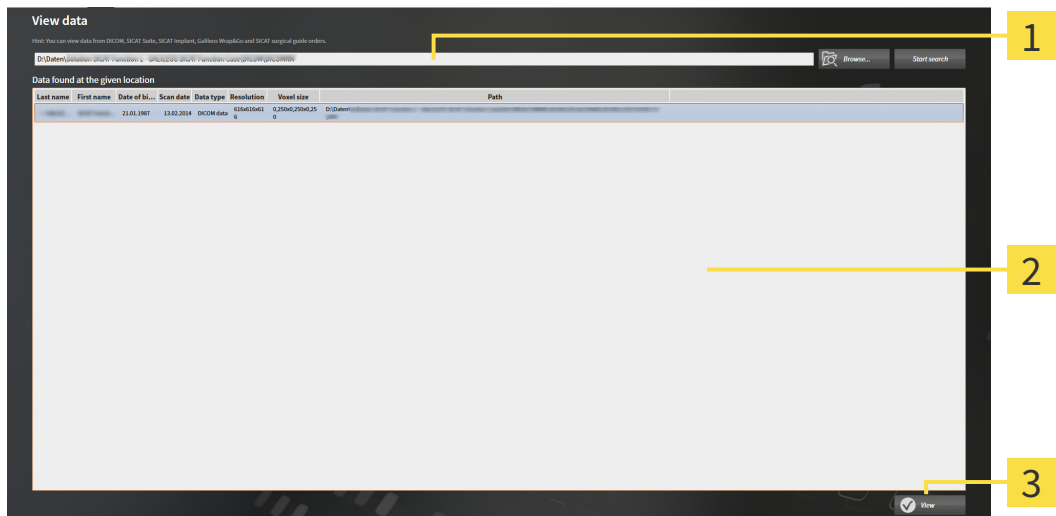 View data
1
Hint: You can view data from DICOM, SICAT Suite, SICAT Implant, Galileos Wrap&Go and SICAT surgical guide orders.
D:\Daten\
Browse...
Start search
Data found at the given location
Last name First name Date of bi... Scan date Data type Resolution Voxel size Path
21.01.1987 13.02.2014 DICOM data 616x616x61 0,250x0,250x0,25 D:\Daten\
6 0
2
3
View